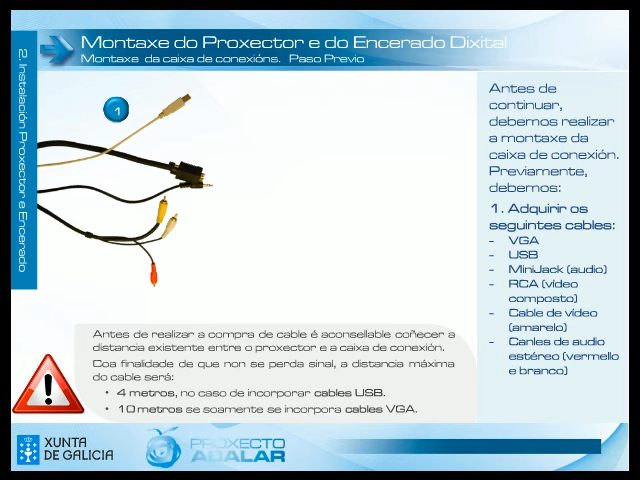 Montaxe do Proxector e do Encerado Dixital
Montaxe da caixa de conexións. Paso Previo
2. Instalación Proxector e Encerado
1
Antes de
continuar,
debemos realizar
a montaxe da
caixa de conexión.
Previamente,
debemos:
1. Adquirir os
seguintes cables:
- VGA
- USB
- MiniJack (audio)
- RCA (vídeo
composto)
- Cable de vídeo
(amarelo)
- Canles de audio
estéreo (vermello
e branco)
Antes de realizar a compra de cable é aconsellable coñecer a
distancia existente entre o proxector e a caixa de conexión.
Coa finalidade de que non se perda sinal, a distancia máxima
do cable será:
• 4 metros, no caso de incorporar cables USB.
• 10 metros se soamente se incorpora cables VGA.
XUNTA
DE GALICIA
PROXECTO
ABALAR